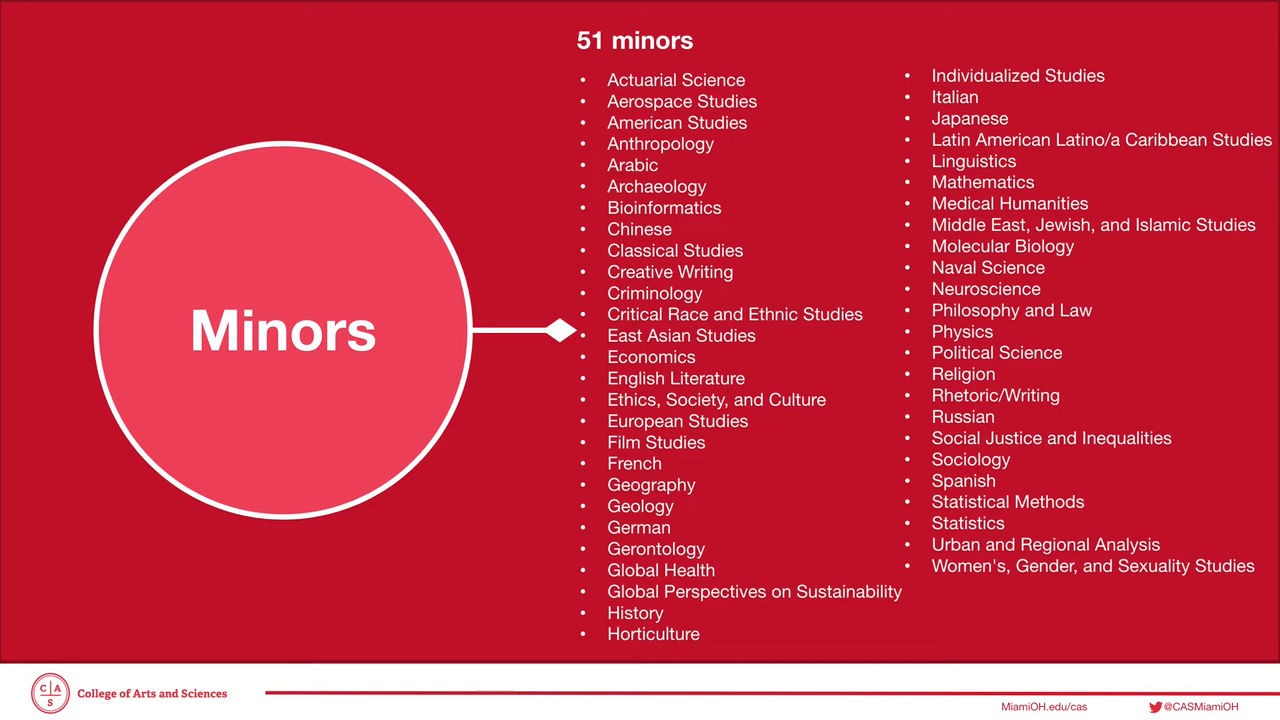 51 minors
• Actuarial Science
• Aerospace Studies
• American Studies
• Anthropology
• Arabic
• Archaeology
• Bioinformatics
• Chinese
• Classical Studies
• Creative Writing
• Criminology
• Critical Race and Ethnic Studies
• East Asian Studies
• Economics
• English Literature
• Ethics, Society, and Culture
• European Studies
• Film Studies
• French
• Geography
• Geology
• German
• Gerontology
• Global Health
• Global Perspectives on Sustainability
• History
• Horticulture
• Individualized Studies
• Italian
• Japanese
• Latin American Latino/a Caribbean Studies
• Linguistics
• Mathematics
• Medical Humanities
• Middle East, Jewish, and Islamic Studies
• Molecular Biology
• Naval Science
• Neuroscience
• Philosophy and Law
• Physics
• Political Science
• Religion
• Rhetoric/Writing
• Russian
• Social Justice and Inequalities
• Sociology
• Spanish
• Statistical Methods
• Statistics
• Urban and Regional Analysis
• Women's, Gender, and Sexuality Studies
Minors
C A
S
College of Arts and Sciences
MiamiOH.edu/cas
@CASMiamiOH